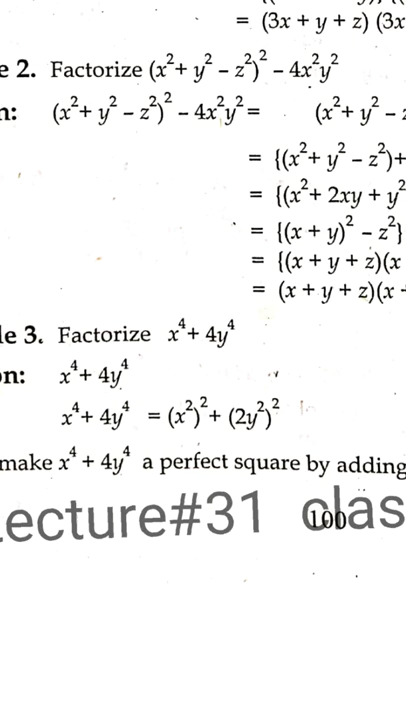 = (3x + y + z) (3x
e 2. Factorize (x²+ y² – z²)² – 4x²y²
n: (x²+ y² – z²)² – 4x²y² = (x²+ y² –
= {(x²+ y² – z²)+
= {(x²+ 2xy + y²
= {(x + y)² – z²}
= {(x + y + z)(x
= (x + y + z)(x
le 3. Factorize x⁴+ 4y⁴
on: x⁴+ 4y⁴
x⁴+ 4y⁴ = (x²)²+ (2y²)²
make x⁴ + 4y⁴ a perfect square by adding
Lecture#31 clas
100